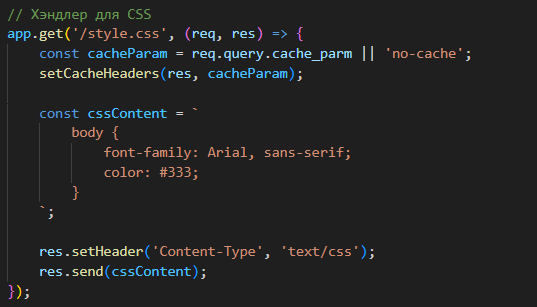 // Хэндлер для CSS
app.get('/style.css', (req, res) => {
    const cacheParam = req.query.cache_parm || 'no-cache';
    setCacheHeaders(res, cacheParam);

    const cssContent = `
        body {
            font-family: Arial, sans-serif;
            color: #333;
        }
    `;

    res.setHeader('Content-Type', 'text/css');
    res.send(cssContent);
});